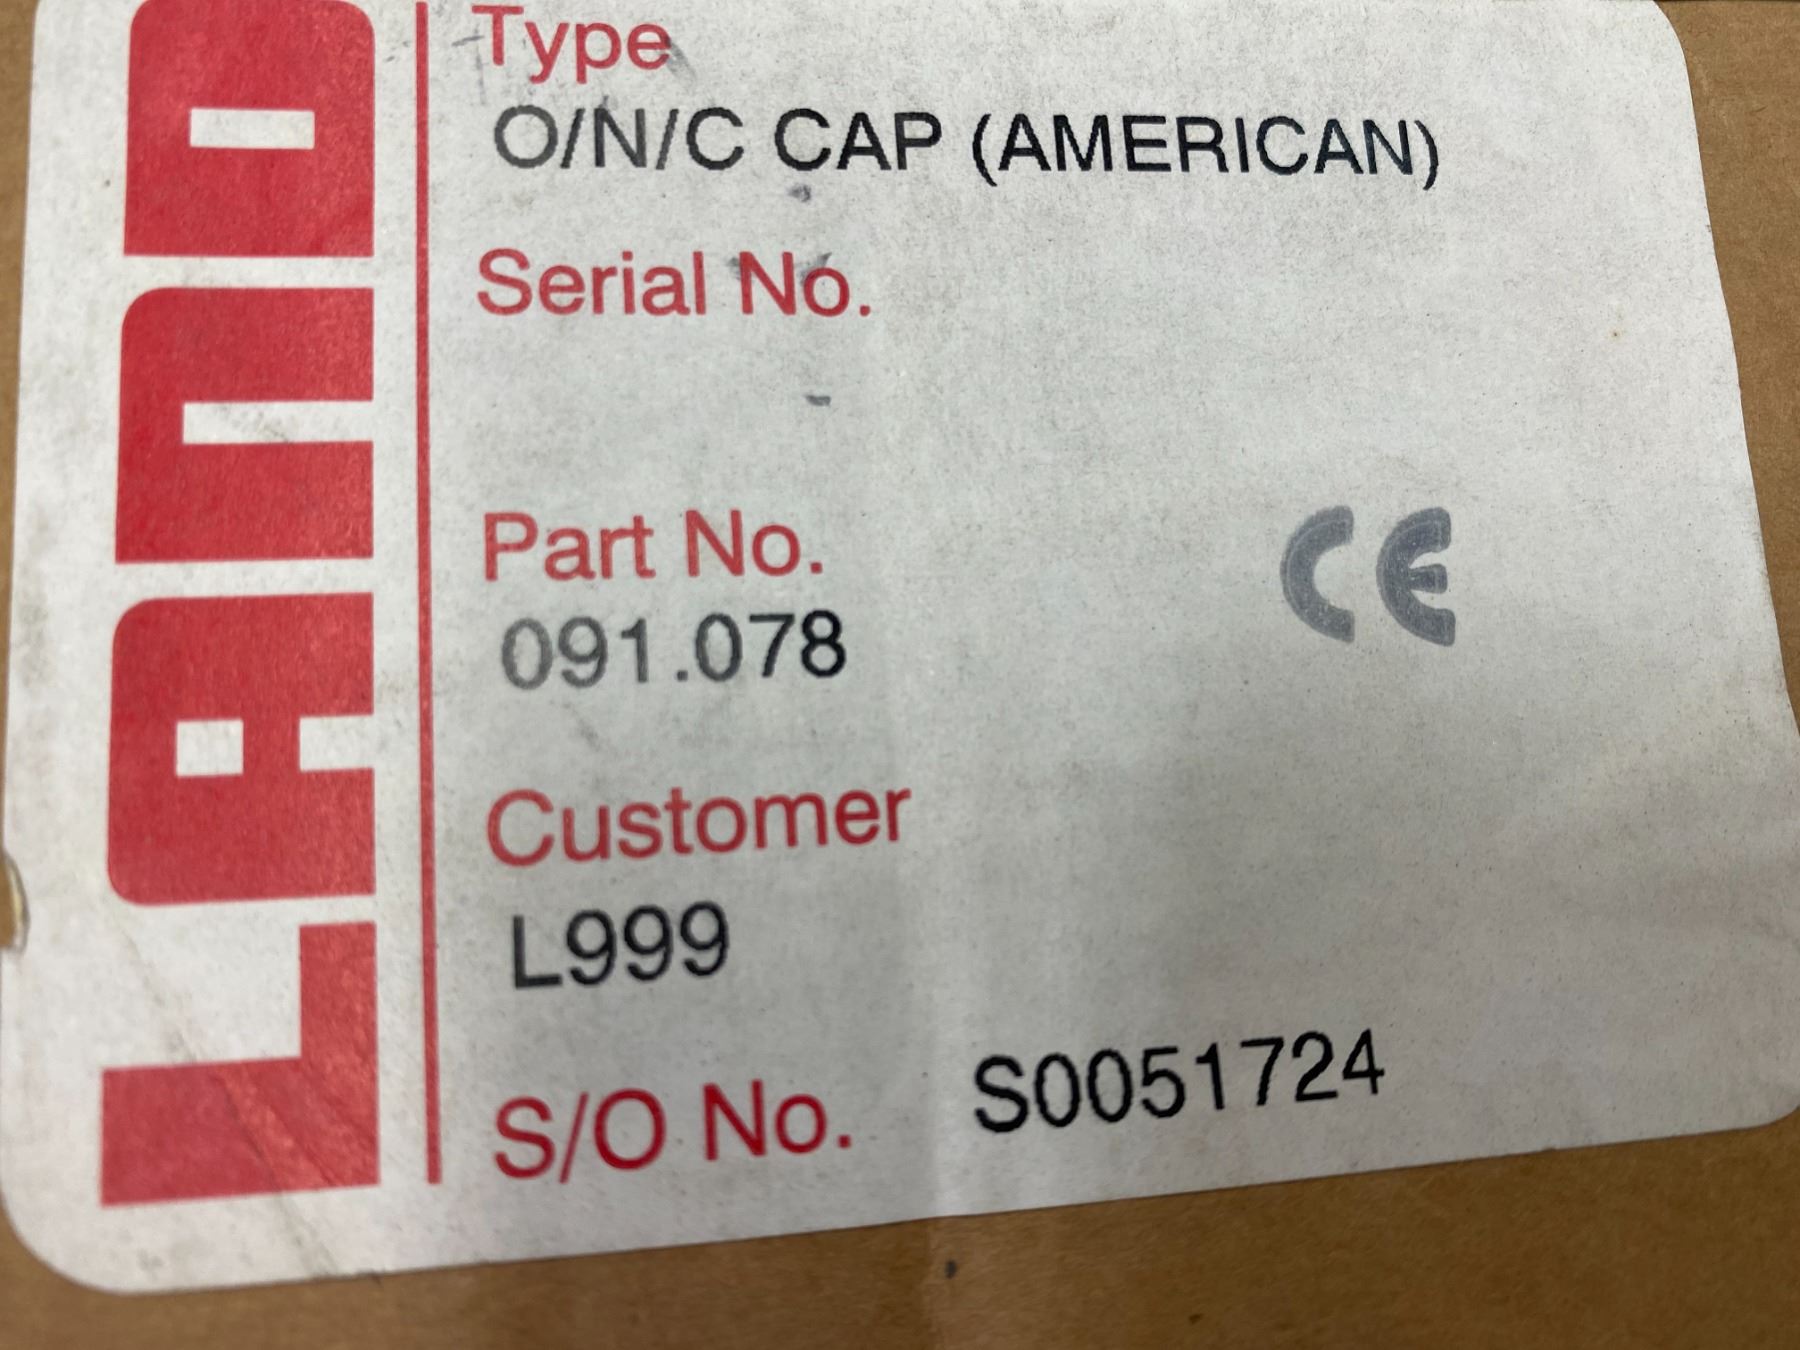 LAND
Type
O/N/C CAP (AMERICAN)
Serial No.
Part No.
091.078
CE
Customer
L999
S/O No. S0051724